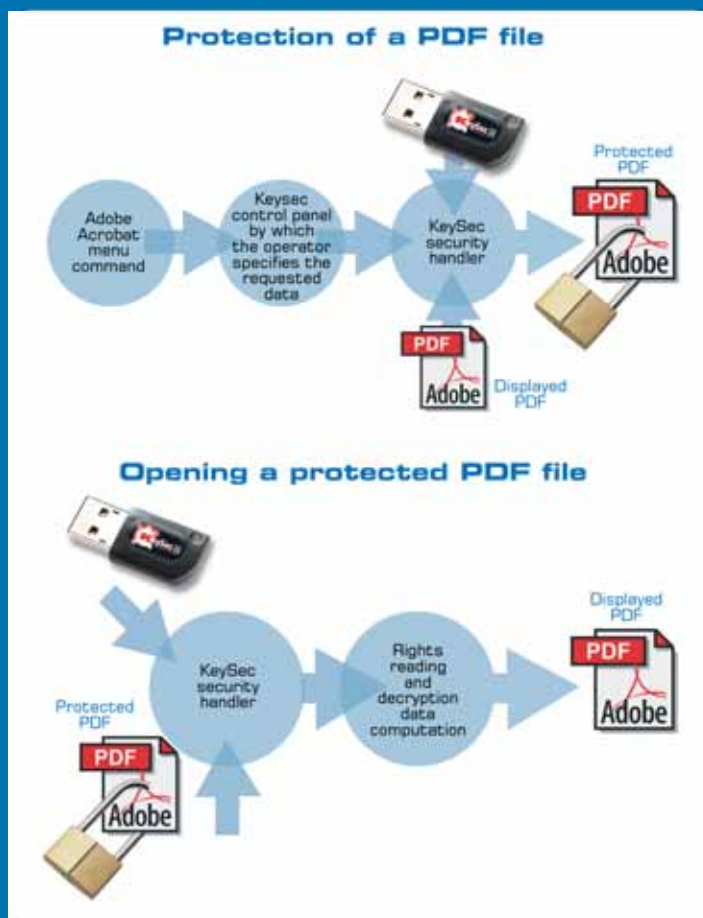 Protection of a PDF file
KeySec
Protected
PDF
PDF
Adobe
Adobe
Acrobat
menu
command
Keysec
control panel
by which
the operator
specifies the
requested
data
KeySec
security
handler
PDF
Adobe
Displayed
PDF
Opening a protected PDF file
KeySec
Displayed
PDF
PDF
Adobe
KeySec
security
handler
Rights
reading
and
decryption
data
computation
Protected
PDF
PDF
Adobe